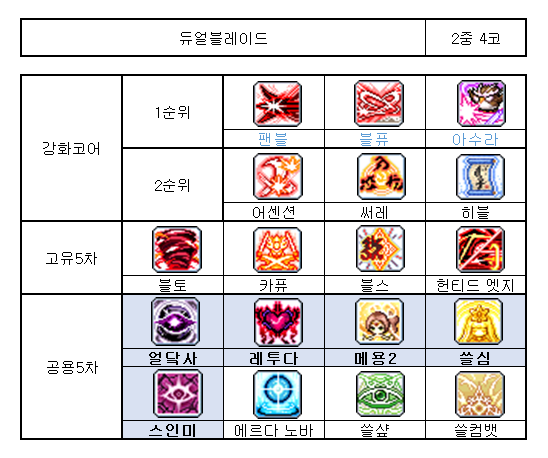 듀얼블레이드 2중 4코
강화코어
1순위
팬블 블퓨 아수라
2순위
어센션 써레 히블
고유5차
블토 카퓨 블스 헌티드 엣지
공용5차
얼닼사 레투다 메용2 쓸심
스인미 에르다 노바 쓸샾 쓸컴뱃